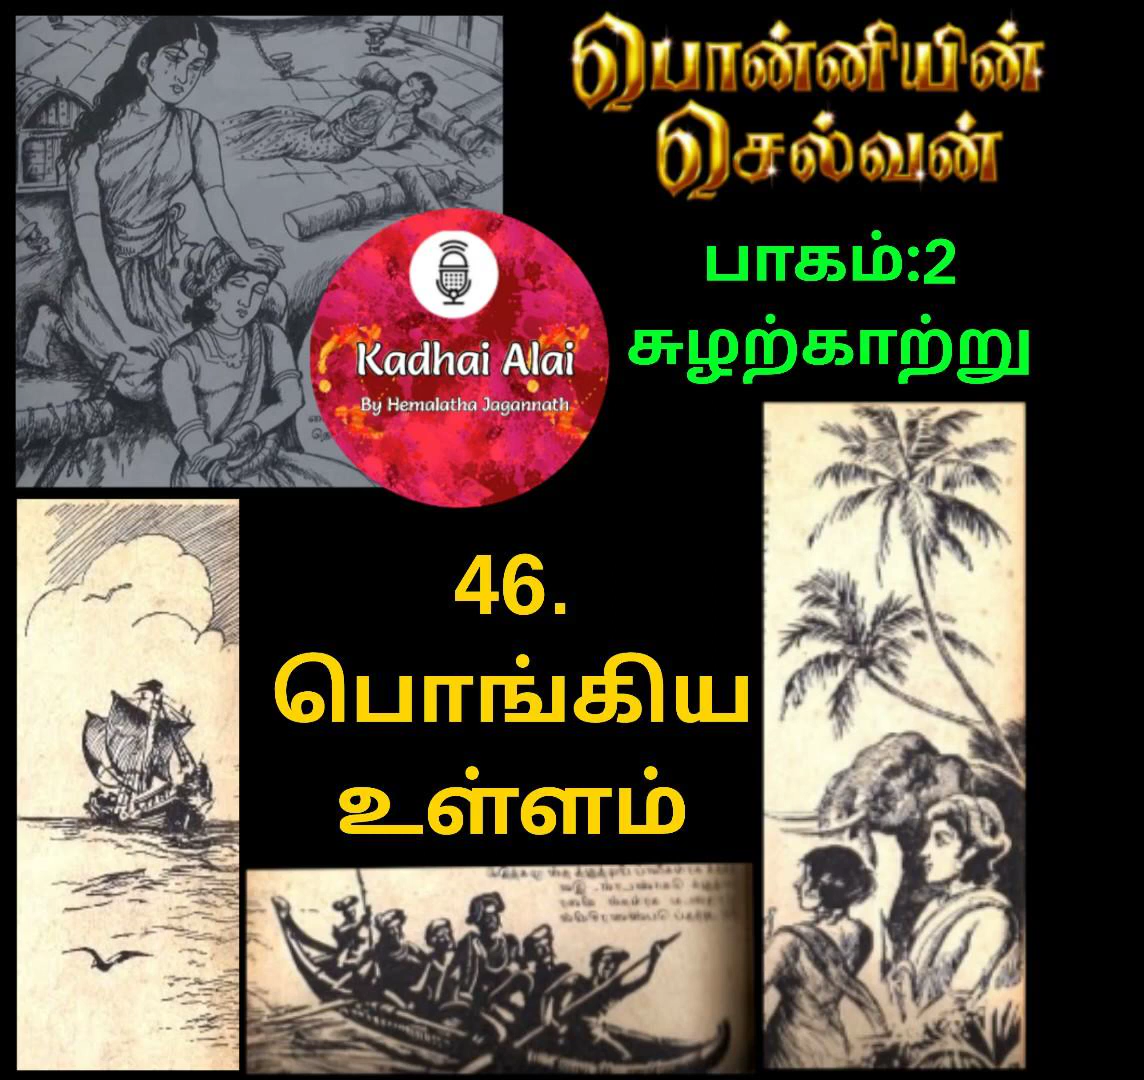 பொன்னியின்
செல்வன்
பாகம்:2
சுழற்காற்று
Kadhai Alai
By Hemalatha Jagannath
46.
பொங்கிய
உள்ளம்